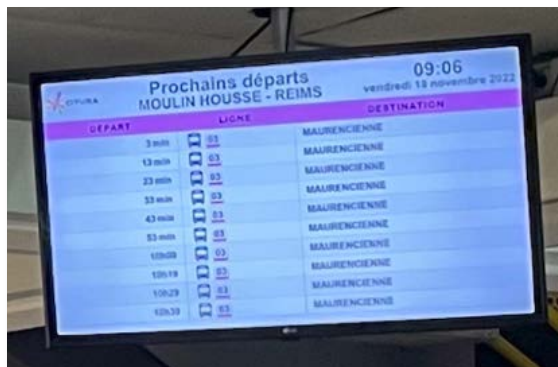 CITURA
Prochains départs
MOULIN HOUSSE - REIMS
09:06
vendredi 18 novembre 2022
DÉPART LIGNE DESTINATION
3 min 03 MAURENCIENNE
13 min 03 MAURENCIENNE
23 min 03 MAURENCIENNE
33 min 03 MAURENCIENNE
43 min 03 MAURENCIENNE
53 min 03 MAURENCIENNE
10h09 03 MAURENCIENNE
10h19 03 MAURENCIENNE
10h29 03 MAURENCIENNE
10h39 03 MAURENCIENNE
LG